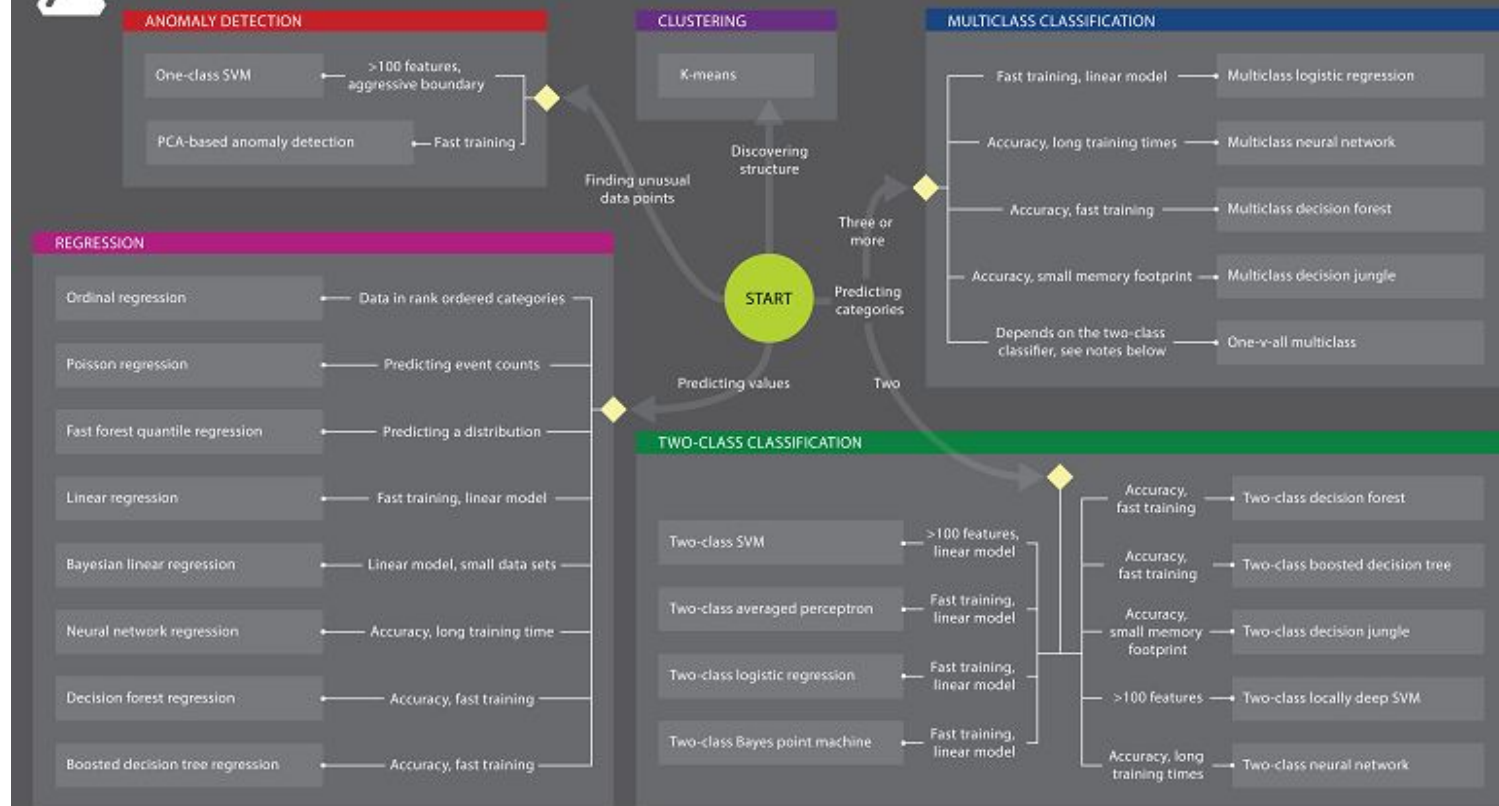 ANOMALY DETECTION
One-class SVM
>100 features,
aggressive boundary
PCA-based anomaly detection
Fast training
CLUSTERING
K-means
MULTICLASS CLASSIFICATION
Fast training, linear model
Multiclass logistic regression
Accuracy, long training times
Multiclass neural network
Accuracy, fast training
Multiclass decision forest
Accuracy, small memory footprint
Multiclass decision jungle
Depends on the two-class
classifier, see notes below
One-v-all multiclass
Finding unusual
data points
Discovering
structure
Three or
more
START
Predicting
categories
Predicting values
Two
REGRESSION
Ordinal regression
Data in rank ordered categories
Poisson regression
Predicting event counts
Fast forest quantile regression
Predicting a distribution
Linear regression
Fast training, linear model
Bayesian linear regression
Linear model, small data sets
Neural network regression
Accuracy, long training time
Decision forest regression
Accuracy, fast training
Boosted decision tree regression
Accuracy, fast training
TWO-CLASS CLASSIFICATION
Two-class SVM
>100 features,
linear model
Two-class averaged perceptron
Fast training,
linear model
Two-class logistic regression
Fast training,
linear model
Two-class Bayes point machine
Fast training,
linear model
Accuracy,
fast training
Two-class decision forest
Accuracy,
fast training
Two-class boosted decision tree
Accuracy,
small memory
footprint
Two-class decision jungle
>100 features
Two-class locally deep SVM
Accuracy, long
training times
Two-class neural network